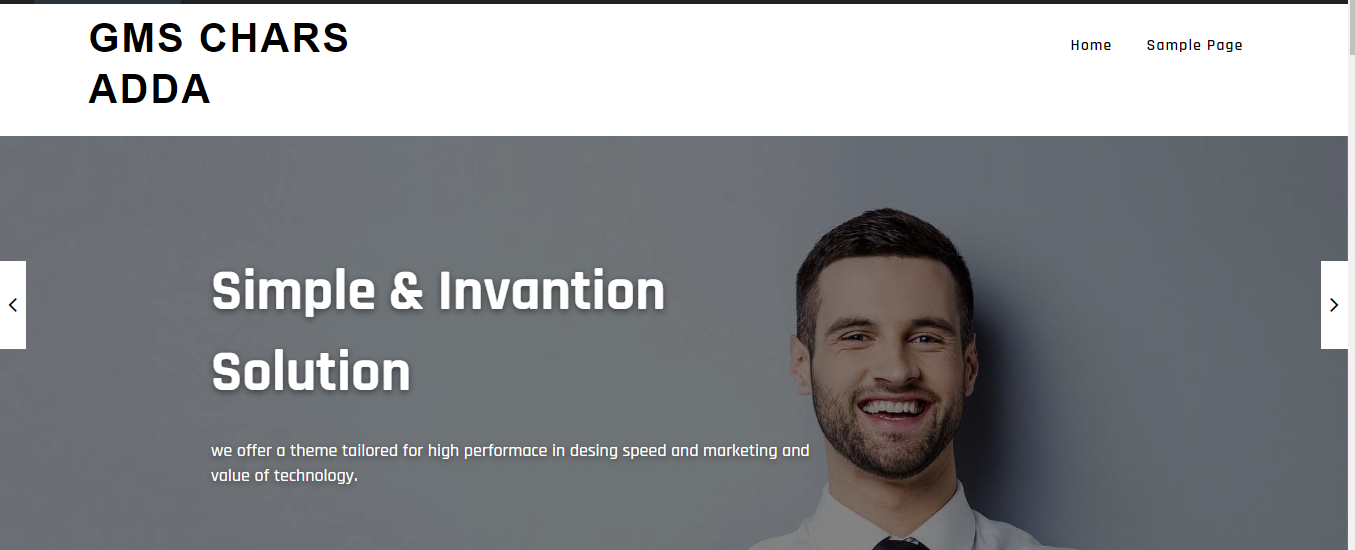 GMS CHARS
ADDA
Home
Sample Page
Simple & Invantion
Solution
we offer a theme tailored for high performace in desing speed and marketing and
value of technology.